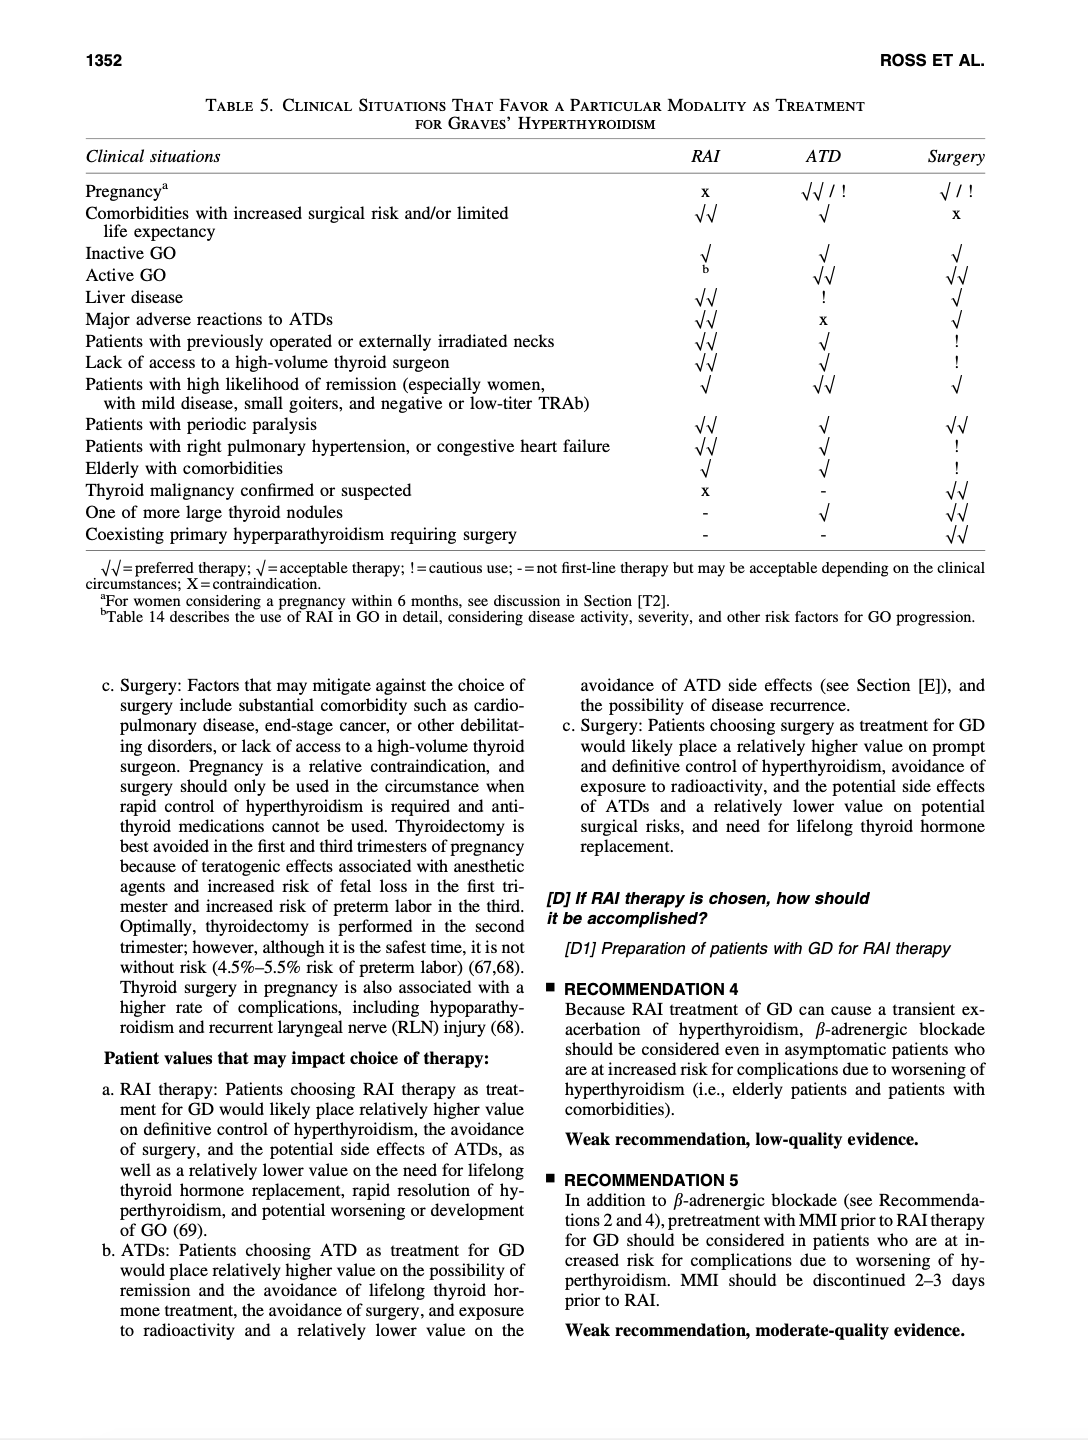 1352
ROSS ET AL.
TABLE 5. CLINICAL SITUATIONS THAT FAVOR A PARTICULAR MODALITY AS TREATMENT
FOR GRAVES' HYPERTHYROIDISM
Clinical situations RAI ATD Surgery
Pregnancyᵃ x √√ / ! √ / !
Comorbidities with increased surgical risk and/or limited √√ √ x
life expectancy
Inactive GO √ √ √
Active GO ᵇ √√ √√
Liver disease √√ ! √
Major adverse reactions to ATDs √√ x √
Patients with previously operated or externally irradiated necks √√ √ !
Lack of access to a high-volume thyroid surgeon √√ √ !
Patients with high likelihood of remission (especially women, √ √√ √
with mild disease, small goiters, and negative or low-titer TRAb)
Patients with periodic paralysis √√ √ √√
Patients with right pulmonary hypertension, or congestive heart failure √√ √ !
Elderly with comorbidities √ √ !
Thyroid malignancy confirmed or suspected x - √√
One of more large thyroid nodules - √ √√
Coexisting primary hyperparathyroidism requiring surgery - - √√
√√ = preferred therapy; √ = acceptable therapy; ! = cautious use; - = not first-line therapy but may be acceptable depending on the clinical
circumstances; X = contraindication.
ᵃFor women considering a pregnancy within 6 months, see discussion in Section [T2].
ᵇTable 14 describes the use of RAI in GO in detail, considering disease activity, severity, and other risk factors for GO progression.
c. Surgery: Factors that may mitigate against the choice of
surgery include substantial comorbidity such as cardio-
pulmonary disease, end-stage cancer, or other debilitat-
ing disorders, or lack of access to a high-volume thyroid
surgeon. Pregnancy is a relative contraindication, and
surgery should only be used in the circumstance when
rapid control of hyperthyroidism is required and anti-
thyroid medications cannot be used. Thyroidectomy is
best avoided in the first and third trimesters of pregnancy
because of teratogenic effects associated with anesthetic
agents and increased risk of fetal loss in the first tri-
mester and increased risk of preterm labor in the third.
Optimally, thyroidectomy is performed in the second
trimester; however, although it is the safest time, it is not
without risk (4.5%–5.5% risk of preterm labor) (67,68).
Thyroid surgery in pregnancy is also associated with a
higher rate of complications, including hypoparathy-
roidism and recurrent laryngeal nerve (RLN) injury (68).
Patient values that may impact choice of therapy:
a. RAI therapy: Patients choosing RAI therapy as treat-
ment for GD would likely place relatively higher value
on definitive control of hyperthyroidism, the avoidance
of surgery, and the potential side effects of ATDs, as
well as a relatively lower value on the need for lifelong
thyroid hormone replacement, rapid resolution of hy-
perthyroidism, and potential worsening or development
of GO (69).
b. ATDs: Patients choosing ATD as treatment for GD
would place relatively higher value on the possibility of
remission and the avoidance of lifelong thyroid hor-
mone treatment, the avoidance of surgery, and exposure
to radioactivity and a relatively lower value on the
avoidance of ATD side effects (see Section [E]), and
the possibility of disease recurrence.
c. Surgery: Patients choosing surgery as treatment for GD
would likely place a relatively higher value on prompt
and definitive control of hyperthyroidism, avoidance of
exposure to radioactivity, and the potential side effects
of ATDs and a relatively lower value on potential
surgical risks, and need for lifelong thyroid hormone
replacement.
[D] If RAI therapy is chosen, how should
it be accomplished?
[D1] Preparation of patients with GD for RAI therapy
■ RECOMMENDATION 4
Because RAI treatment of GD can cause a transient ex-
acerbation of hyperthyroidism, β-adrenergic blockade
should be considered even in asymptomatic patients who
are at increased risk for complications due to worsening of
hyperthyroidism (i.e., elderly patients and patients with
comorbidities).
Weak recommendation, low-quality evidence.
■ RECOMMENDATION 5
In addition to β-adrenergic blockade (see Recommenda-
tions 2 and 4), pretreatment with MMI prior to RAI therapy
for GD should be considered in patients who are at in-
creased risk for complications due to worsening of hy-
perthyroidism. MMI should be discontinued 2–3 days
prior to RAI.
Weak recommendation, moderate-quality evidence.